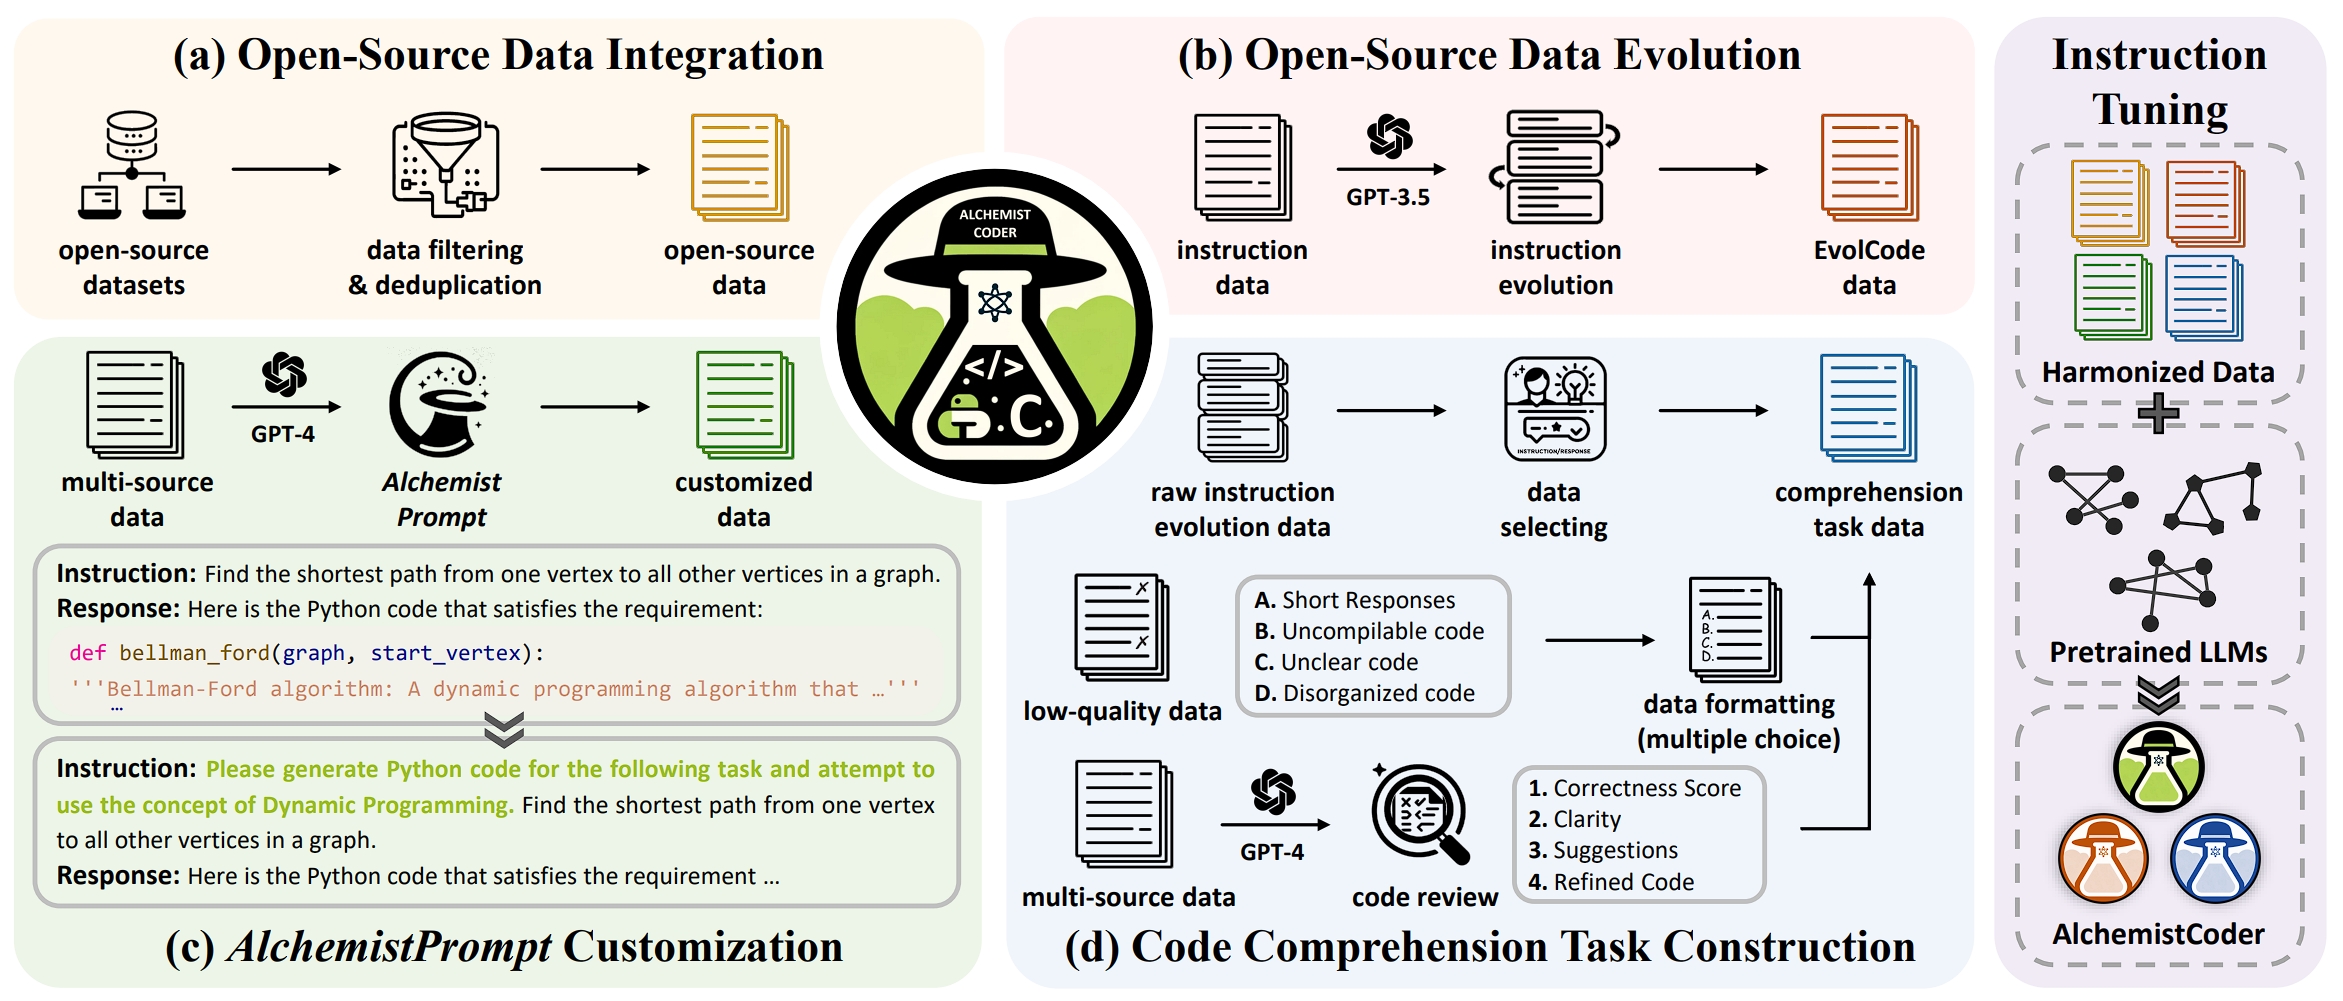 (a) Open-Source Data Integration
open-source
datasets
data filtering
& deduplication
open-source
data
(b) Open-Source Data Evolution
instruction
data
GPT-3.5
instruction
evolution
EvolCode
data
ALCHEMIST
CODER
</>
C
multi-source
data
GPT-4
Alchemist
Prompt
customized
data
Instruction: Find the shortest path from one vertex to all other vertices in a graph.
Response: Here is the Python code that satisfies the requirement:
def bellman_ford(graph, start_vertex):
'''Bellman-Ford algorithm: A dynamic programming algorithm that …'''
…
Instruction: Please generate Python code for the following task and attempt to
use the concept of Dynamic Programming. Find the shortest path from one vertex
to all other vertices in a graph.
Response: Here is the Python code that satisfies the requirement …
(c) AlchemistPrompt Customization
raw instruction
evolution data
INSTRUCTION/RESPONSE
data
selecting
comprehension
task data
low-quality data
A. Short Responses
B. Uncompilable code
C. Unclear code
D. Disorganized code
A.
B.
C.
D.
data formatting
(multiple choice)
multi-source data
GPT-4
code review
1. Correctness Score
2. Clarity
3. Suggestions
4. Refined Code
(d) Code Comprehension Task Construction
Instruction
Tuning
Harmonized Data
Pretrained LLMs
AlchemistCoder